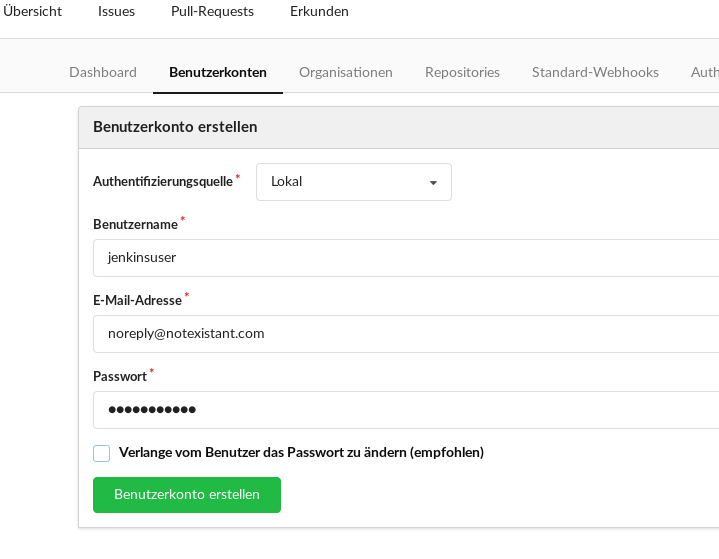 Übersicht Issues Pull-Requests Erkunden
Dashboard Benutzerkonten Organisationen Repositories Standard-Webhooks Auth
Benutzerkonto erstellen
Authentifizierungsquelle* Lokal
Benutzername*
jenkinsuser
E-Mail-Adresse*
noreply@notexistant.com
Passwort*
●●●●●●●●●●●
Verlange vom Benutzer das Passwort zu ändern (empfohlen)
Benutzerkonto erstellen